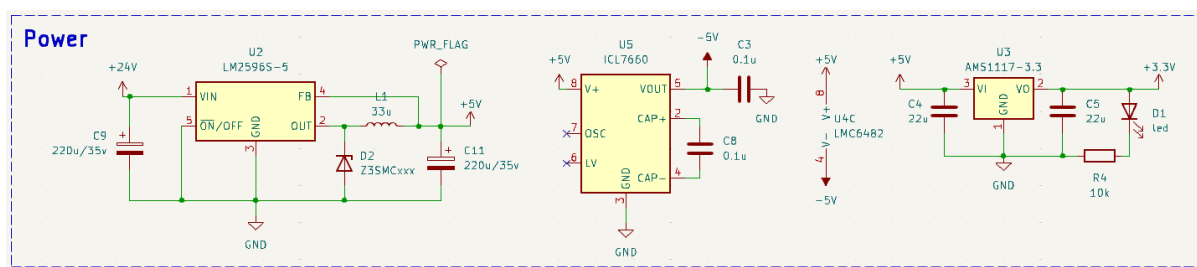 Power
+24V
C9
220u/35v
U2
LM2596S-5
1
VIN
5
ON/OFF
GND
3
FB
4
OUT
2
GND
D2
Z3SMCxxx
L1
33u
PWR_FLAG
+5V
C11
220u/35v
+5V
U5
ICL7660
8
V+
7
OSC
6
LV
VOUT
5
CAP+
2
CAP-
4
GND
3
GND
-5V
C3
0.1u
GND
C8
0.1u
+5V
8
V+
U4C
LMC6482
V-
4
-5V
+5V
C4
22u
U3
AMS1117-3.3
3
VI
VO
2
GND
1
GND
C5
22u
+3.3V
D1
led
R4
10k